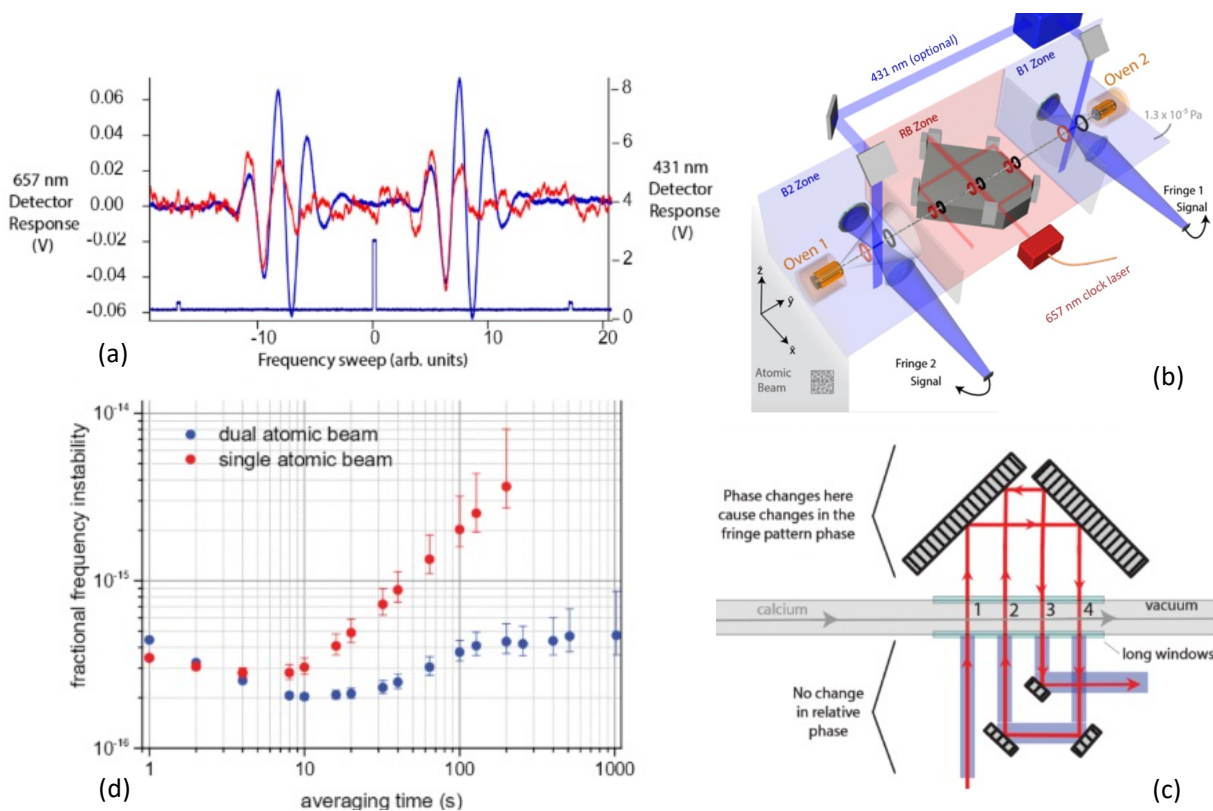 0.06
0.04
0.02
0.00
-0.02
-0.04
-0.06
657 nm
Detector
Response
(V)
8
6
4
2
0
431 nm
Detector
Response
(V)
-10
0
10
20
Frequency sweep (arb. units)
(a)
431 nm (optional)
B1 Zone
Oven 2
1.3 x 10⁻⁵ Pa
RB Zone
B2 Zone
Fringe 1
Signal
Oven 1
657 nm clock laser
ẑ
ŷ
x̂
Atomic
Beam
Fringe 2
Signal
(b)
10⁻¹⁴
10⁻¹⁵
10⁻¹⁶
fractional frequency instability
dual atomic beam
single atomic beam
1
10
100
1000
averaging time (s)
(d)
Phase changes here
cause changes in the
fringe pattern phase
calcium
1
2
3
4
vacuum
long windows
No change
in relative
phase
(c)